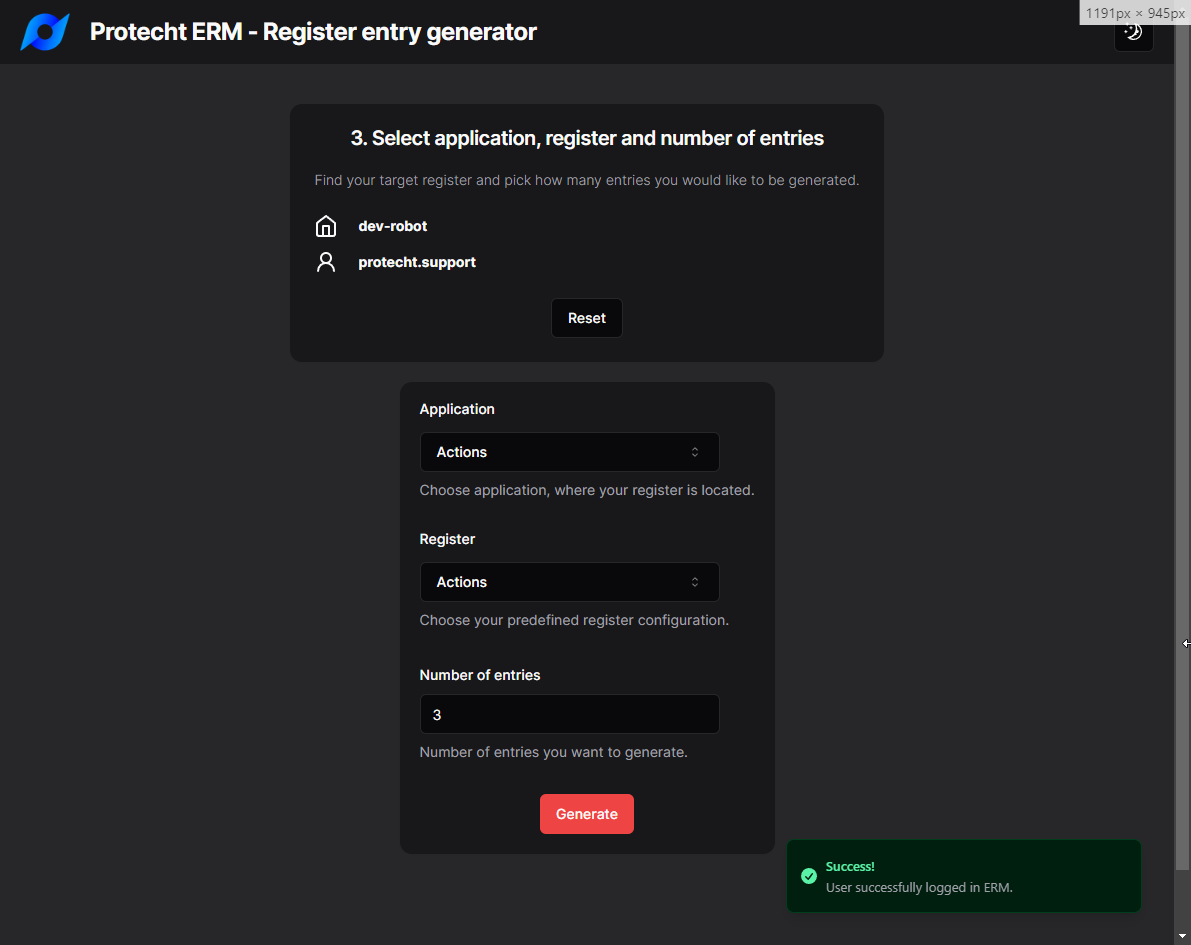 1191px × 945px
Protecht ERM - Register entry generator
3. Select application, register and number of entries
Find your target register and pick how many entries you would like to be generated.
dev-robot
protecht.support
Reset
Application
Actions
Choose application, where your register is located.
Register
Actions
Choose your predefined register configuration.
Number of entries
3
Number of entries you want to generate.
Generate
Success!
User successfully logged in ERM.